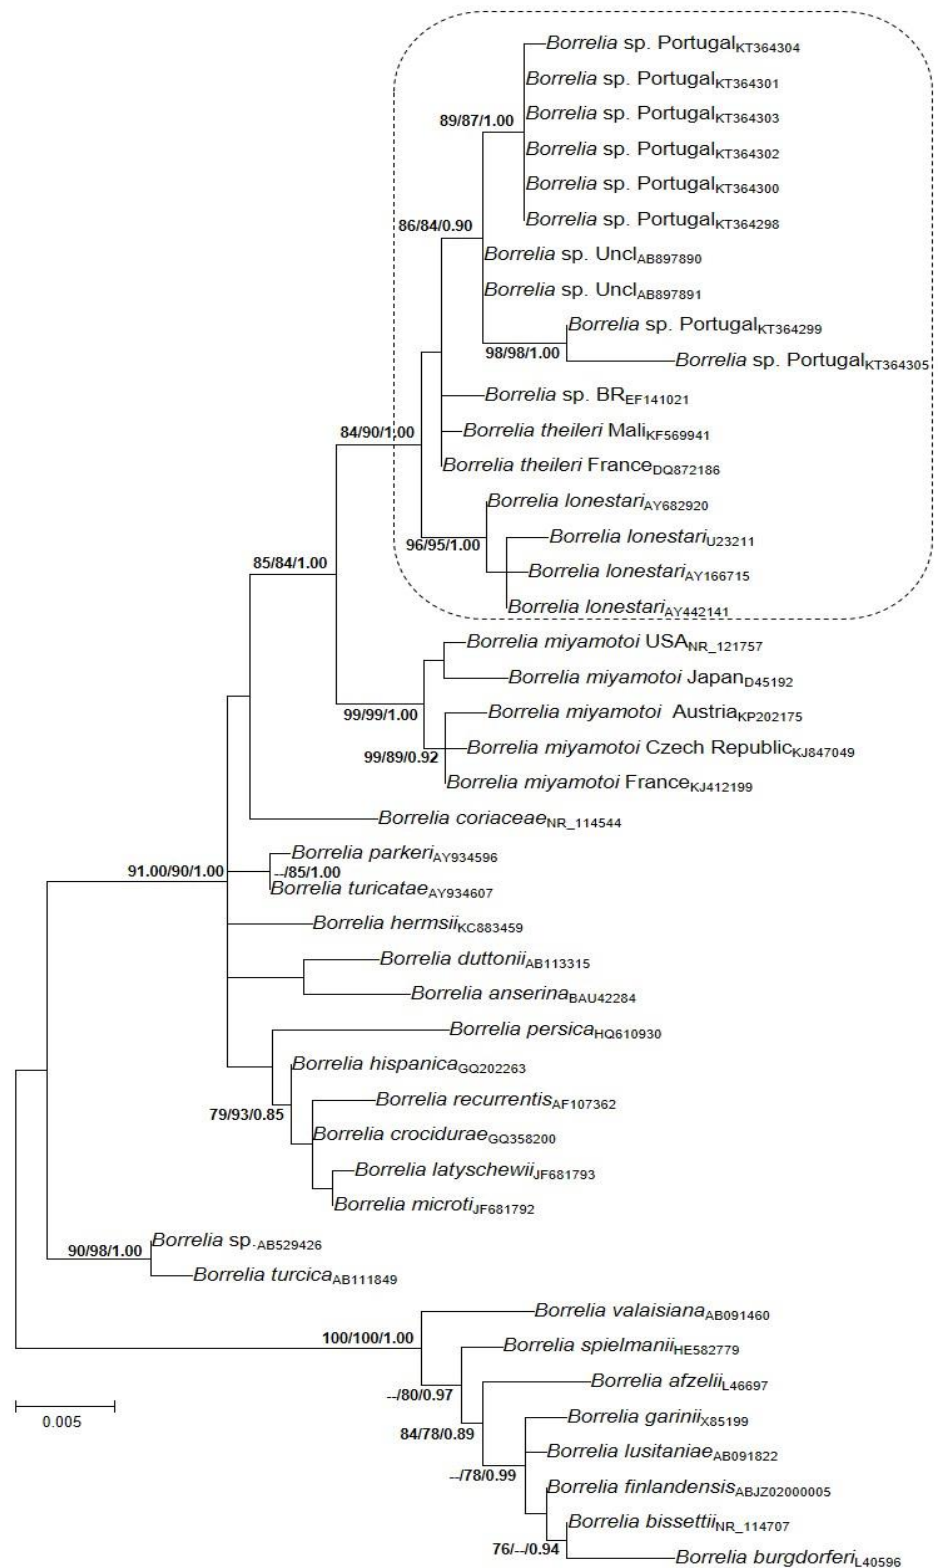 Borrelia sp. Portugal KT364304
Borrelia sp. Portugal KT364301
Borrelia sp. Portugal KT364303
89/87/1.00
Borrelia sp. Portugal KT364302
Borrelia sp. Portugal KT364300
Borrelia sp. Portugal KT364298
86/84/0.90
Borrelia sp. Uncl AB897890
Borrelia sp. Uncl AB897891
Borrelia sp. Portugal KT364299
98/98/1.00
Borrelia sp. Portugal KT364305
Borrelia sp. BR EF141021
84/90/1.00
Borrelia theileri Mali KF569941
Borrelia theileri France DQ872186
Borrelia lonestari AY682920
96/95/1.00
Borrelia lonestari U23211
85/84/1.00
Borrelia lonestari AY166715
Borrelia lonestari AY442141
Borrelia miyamotoi USA NR_121757
Borrelia miyamotoi Japan D45192
99/99/1.00
Borrelia miyamotoi Austria KP202175
99/89/0.92
Borrelia miyamotoi Czech Republic KJ847049
Borrelia miyamotoi France KJ412199
Borrelia coriaceae NR_114544
Borrelia parkeri AY934596
91.00/90/1.00
--/85/1.00
Borrelia turicatae AY934607
Borrelia hermsii KC883459
Borrelia duttonii AB113315
Borrelia anserina BAU42284
Borrelia persica HQ610930
Borrelia hispanica GQ202263
79/93/0.85
Borrelia recurrentis AF107362
Borrelia crocidurae GQ358200
Borrelia latyschewii JF681793
Borrelia microti JF681792
90/98/1.00
Borrelia sp. AB529426
Borrelia turcica AB111849
Borrelia valaisiana AB091460
100/100/1.00
Borrelia spielmanii HE582779
--/80/0.97
Borrelia afzelii L46697
0.005
84/78/0.89
Borrelia garinii X85199
Borrelia lusitaniae AB091822
--/78/0.99
Borrelia finlandensis ABJZ02000005
Borrelia bissettii NR_114707
76/--/0.94
Borrelia burgdorferi L40596